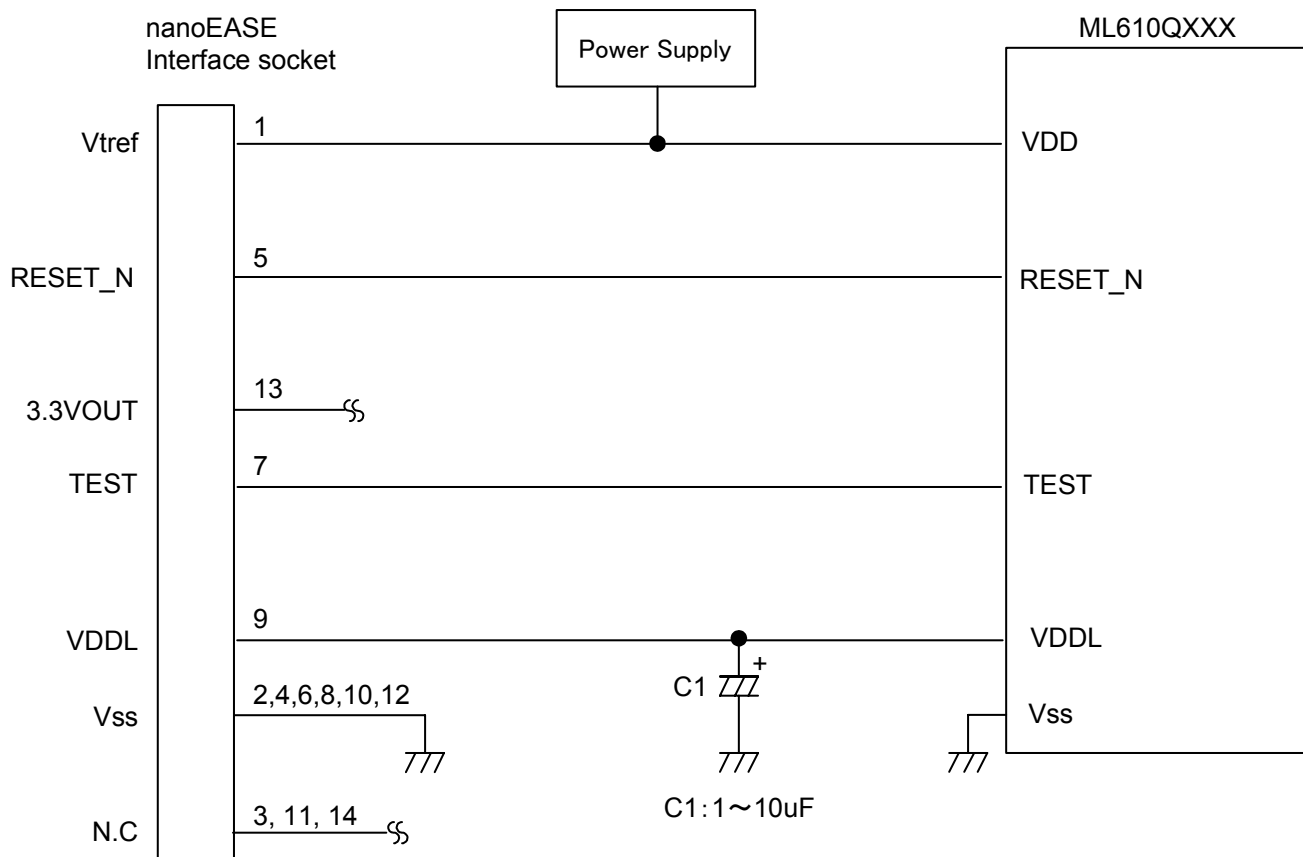 nanoEASE
Interface socket
Power Supply
ML610QXXX
Vtref
1
VDD
RESET_N
5
RESET_N
3.3VOUT
13
TEST
7
TEST
VDDL
9
VDDL
C1
+
Vss
2,4,6,8,10,12
Vss
C1:1～10uF
N.C
3, 11, 14